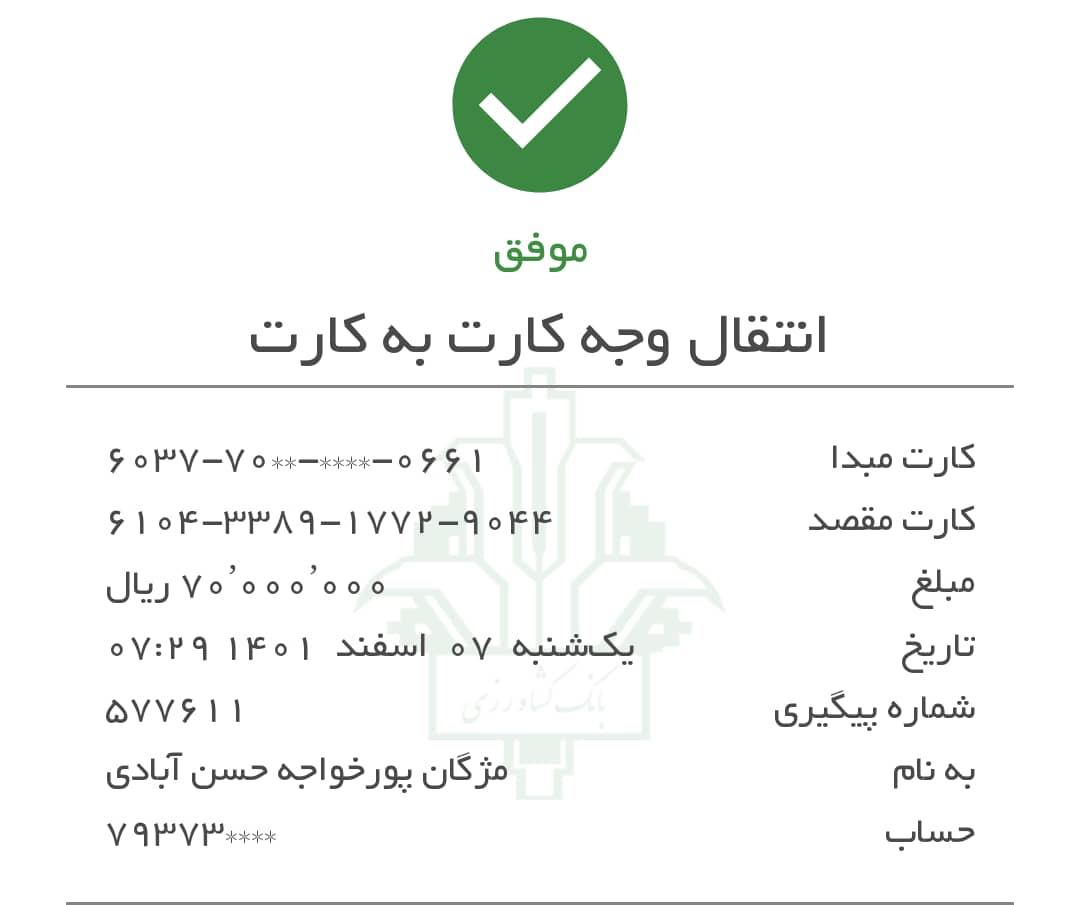 موفق
انتقال وجه کارت به کارت
کارت مبدا ۶۰۳۷-۷۰**-****-۰۶۶۱
کارت مقصد ۶۱۰۴-۳۳۸۹-۱۷۷۲-۹۰۴۴
مبلغ ۷۰٬۰۰۰٬۰۰۰ ریال
تاریخ یک‌شنبه ۰۷ اسفند ۱۴۰۱ ۰۷:۲۹
شماره پیگیری ۵۷۷۶۱۱
به نام مژگان پورخواجه حسن آبادی
حساب ۷۹۳۷۳****
بانک کشاورزی